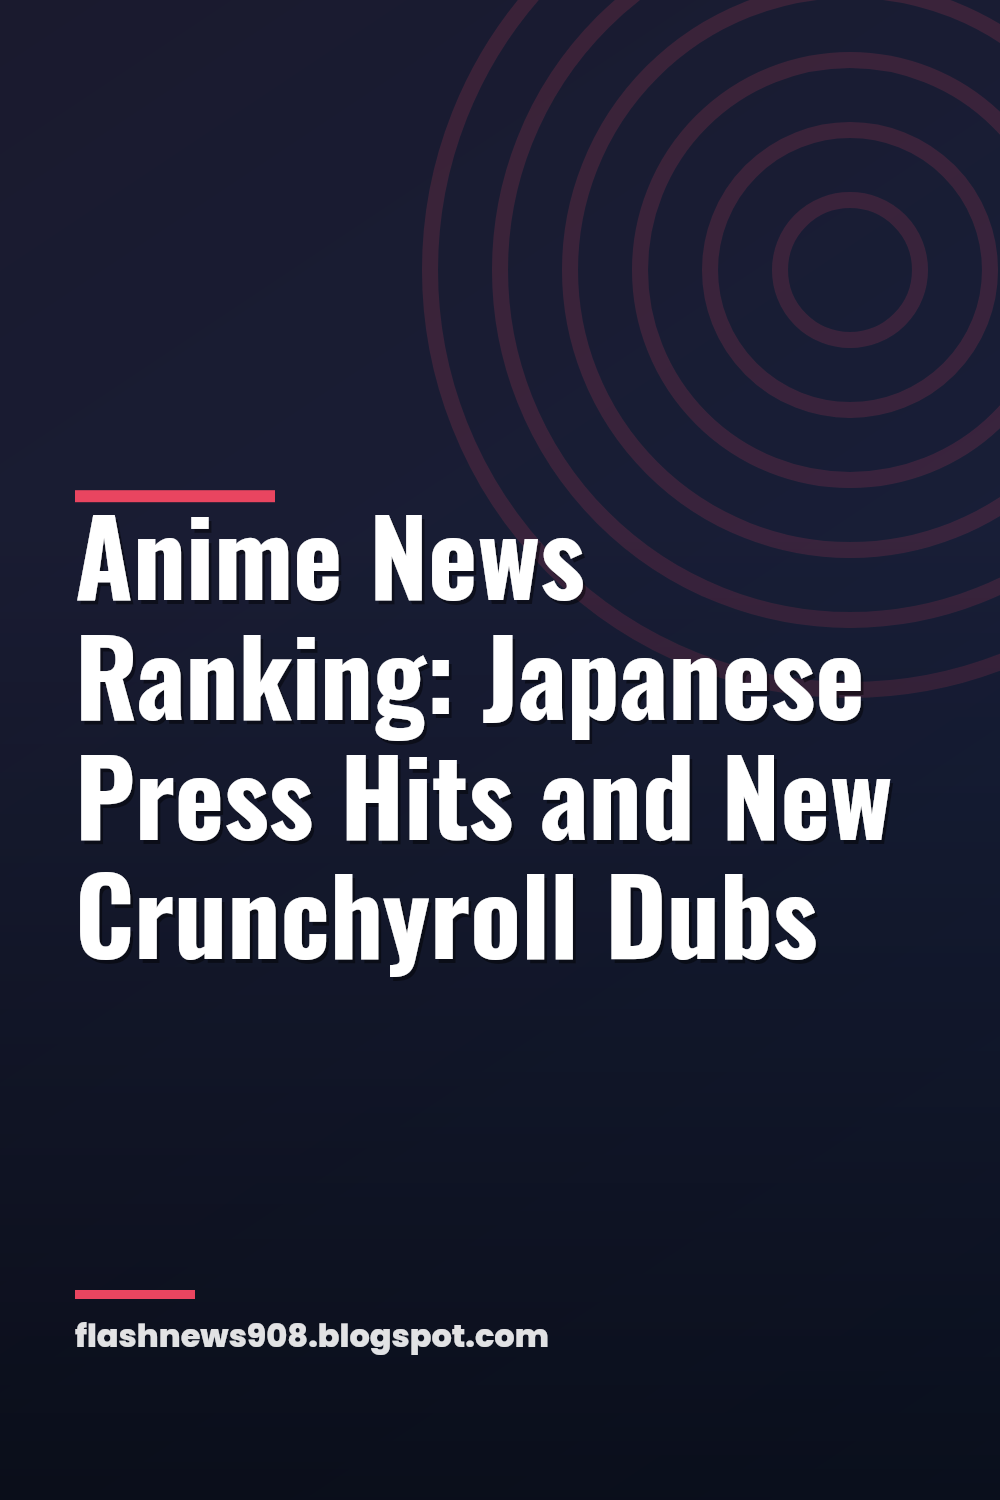 Anime News
Ranking: Japanese
Press Hits and New
Crunchyroll Dubs
flashnews908.blogspot.com